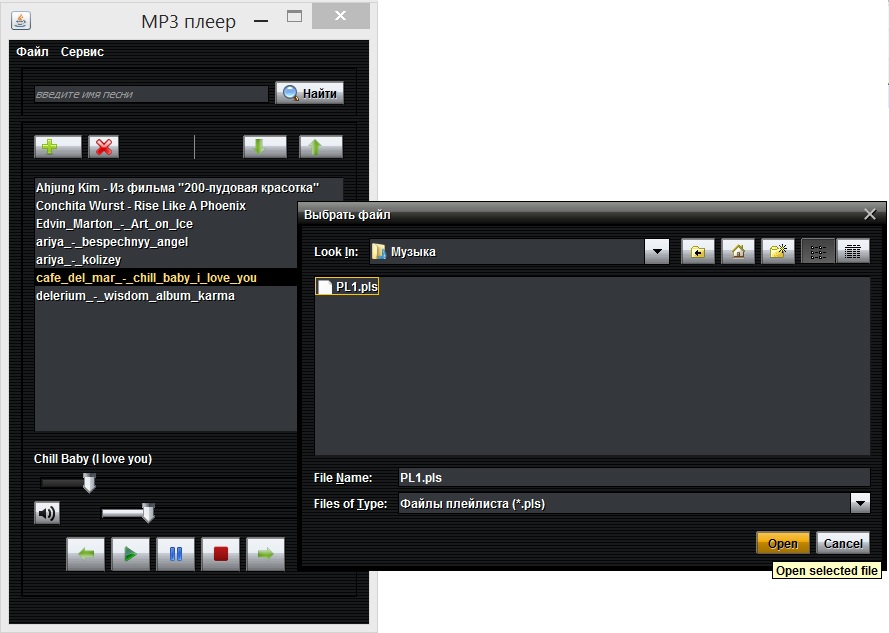 MP3 плеер
Файл Сервис
введите имя песни
Найти
Ahjung Kim - Из фильма "200-пудовая красотка"
Conchita Wurst - Rise Like A Phoenix
Edvin_Marton_-_Art_on_Ice
ariya_-_bespechnyy_angel
ariya_-_kolizey
cafe_del_mar_-_chill_baby_i_love_you
delerium_-_wisdom_album_karma
Chill Baby (I love you)
Выбрать файл
Look In: Музыка
PL1.pls
File Name: PL1.pls
Files of Type: Файлы плейлиста (*.pls)
Open Cancel
Open selected file